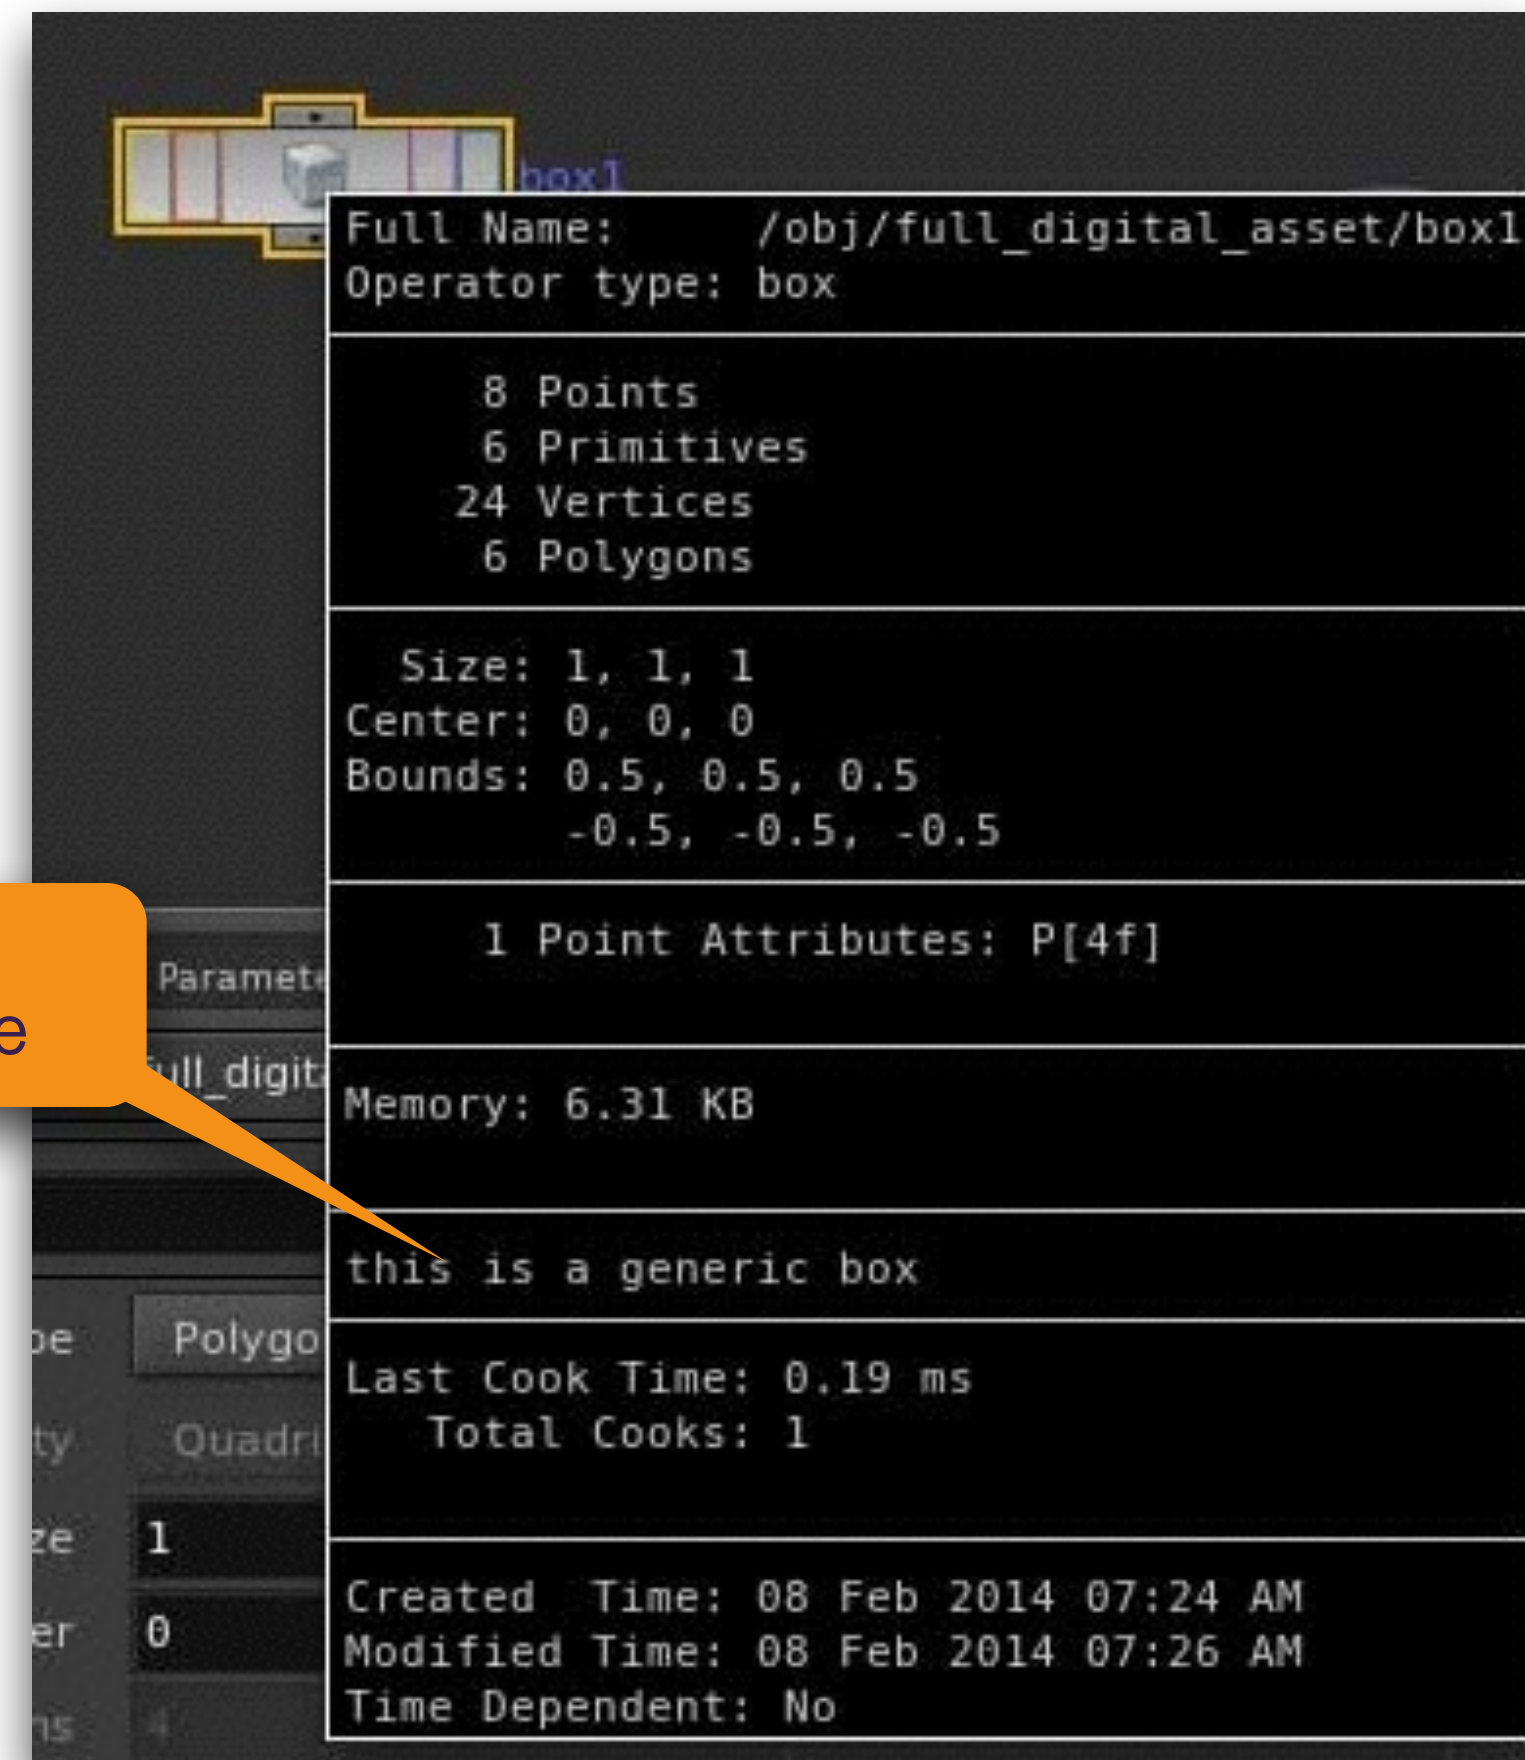 box1
Full Name: /obj/full_digital_asset/box1
Operator type: box
8 Points
6 Primitives
24 Vertices
6 Polygons
Size: 1, 1, 1
Center: 0, 0, 0
Bounds: 0.5, 0.5, 0.5
-0.5, -0.5, -0.5
1 Point Attributes: P[4f]
Memory: 6.31 KB
this is a generic box
Last Cook Time: 0.19 ms
Total Cooks: 1
Created Time: 08 Feb 2014 07:24 AM
Modified Time: 08 Feb 2014 07:26 AM
Time Dependent: No
1
0
4